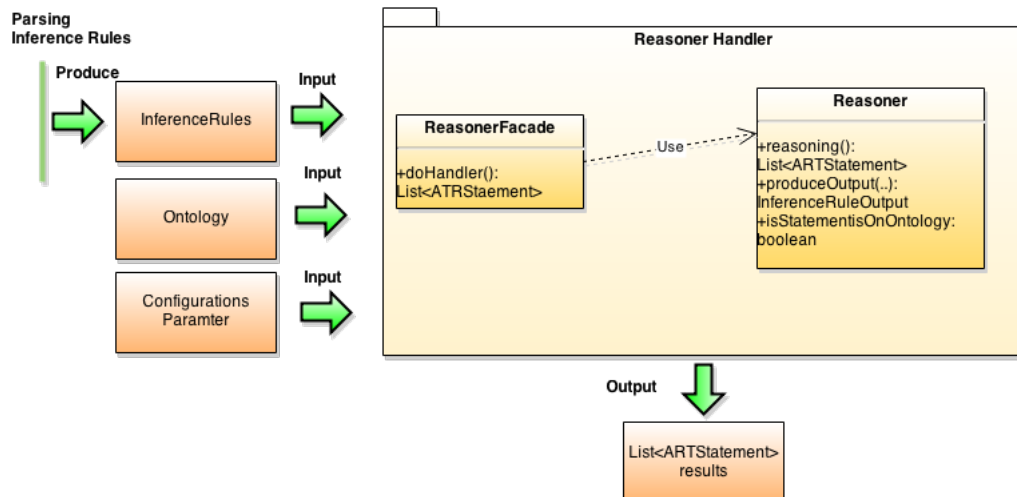 Parsing
Inference Rules
Produce
Input
InferenceRules
Input
Ontology
Input
Configurations
Paramter
Reasoner Handler
ReasonerFacade
+doHandler():
List<ATRStaement>
Use
Reasoner
+reasoning():
List<ARTStatement>
+produceOutput(..):
InferenceRuleOutput
+isStatementisOnOntology:
boolean
Output
List<ARTStatement>
results